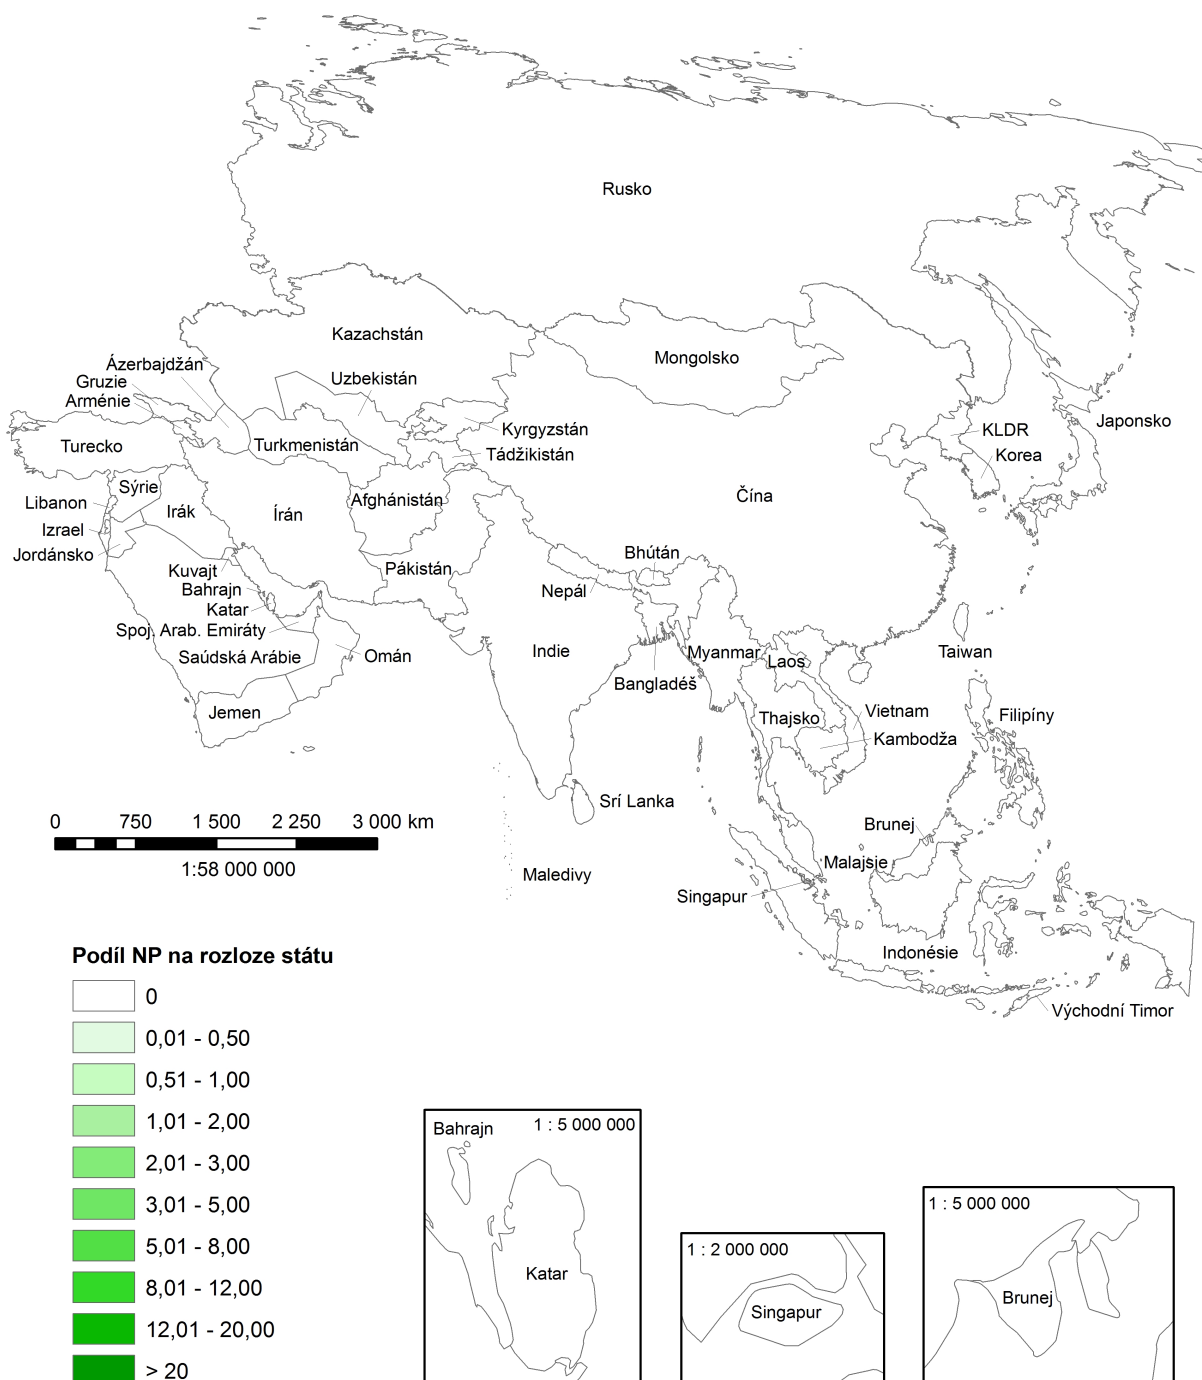 Rusko
Kazachstán
Mongolsko
Ázerbajdžán
Gruzie
Arménie
Uzbekistán
Japonsko
Kyrgyzstán
KLDR
Turecko
Turkmenistán
Tádžikistán
Korea
Sýrie
Čína
Afghánistán
Libanon
Irák
Írán
Izrael
Jordánsko
Bhútán
Kuvajt
Pákistán
Bahrajn
Nepál
Katar
Spoj. Arab. Emiráty
Saúdská Arábie
Omán
Indie
Myanmar
Laos
Taiwan
Bangladéš
Jemen
Thajsko
Vietnam
Filipíny
Kambodža
Srí Lanka
0 750 1 500 2 250 3 000 km
Brunej
1:58 000 000
Maledivy
Malajsie
Singapur
Indonésie
Východní Timor
Podíl NP na rozloze státu
0
0,01 - 0,50
0,51 - 1,00
1,01 - 2,00
2,01 - 3,00
3,01 - 5,00
5,01 - 8,00
8,01 - 12,00
12,01 - 20,00
> 20
Bahrajn 1 : 5 000 000
Katar
1 : 2 000 000
Singapur
1 : 5 000 000
Brunej